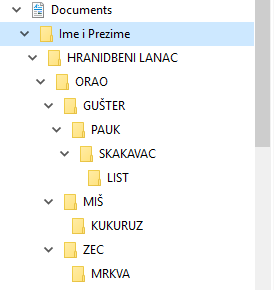 Documents
Ime i Prezime
HRANIDBENI LANAC
ORAO
GUŠTER
PAUK
SKAKAVAC
LIST
MIŠ
KUKURUZ
ZEC
MRKVA